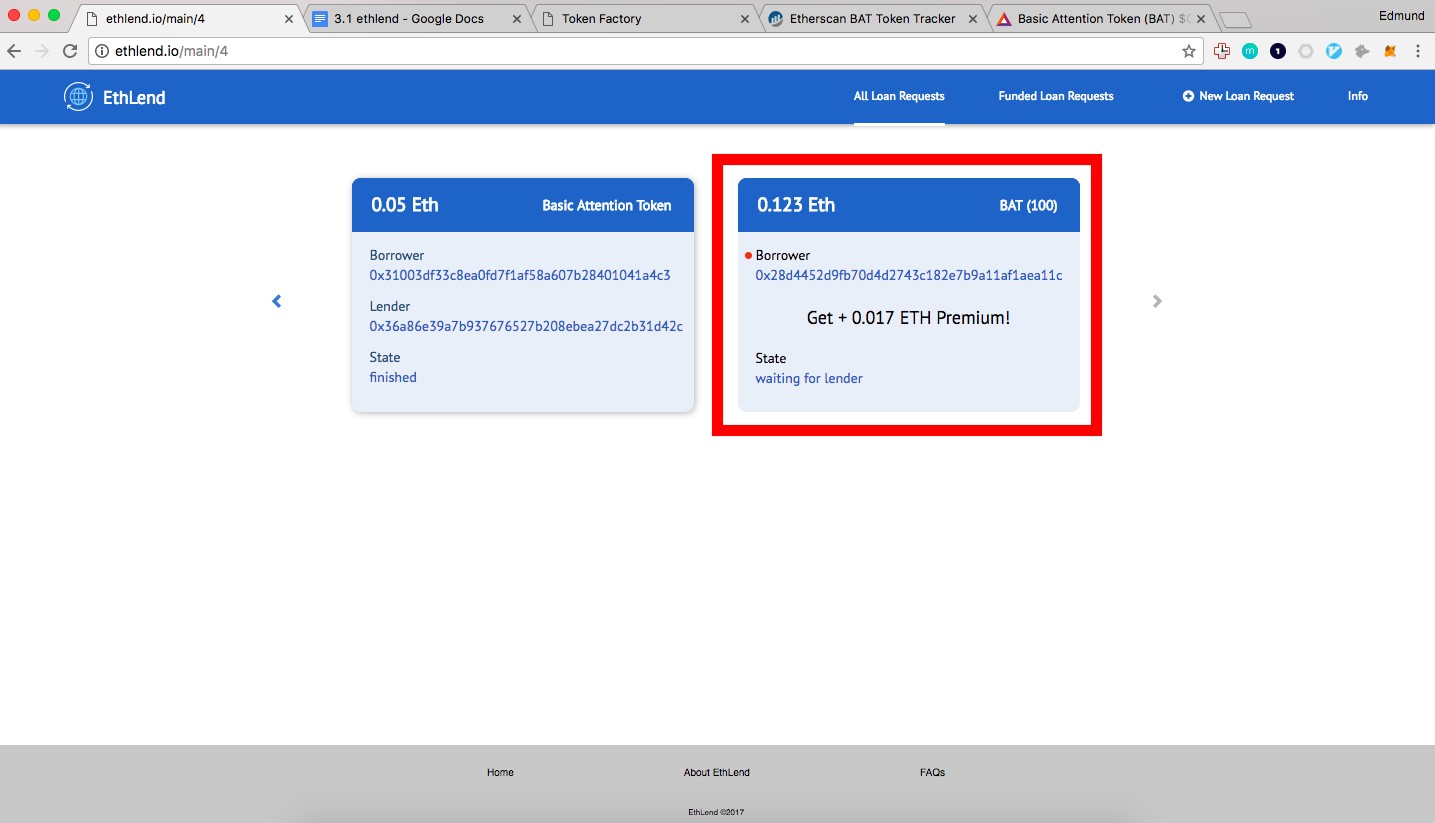 ethlend.io/main/4
3.1 ethlend - Google Docs
Token Factory
Etherscan BAT Token Tracker
Basic Attention Token (BAT) $
Edmund
ethlend.io/main/4
EthLend
All Loan Requests
Funded Loan Requests
New Loan Request
Info
0.05 Eth
Basic Attention Token
Borrower
0x31003df33c8ea0fd7f1af58a607b28401041a4c3
Lender
0x36a86e39a7b937676527b208ebea27dc2b31d42c
State
finished
0.123 Eth
BAT (100)
Borrower
0x28d4452d9fb70d4d2743c182e7b9a11af1aea11c
Get + 0.017 ETH Premium!
State
waiting for lender
Home
About EthLend
FAQs
EthLend ©2017